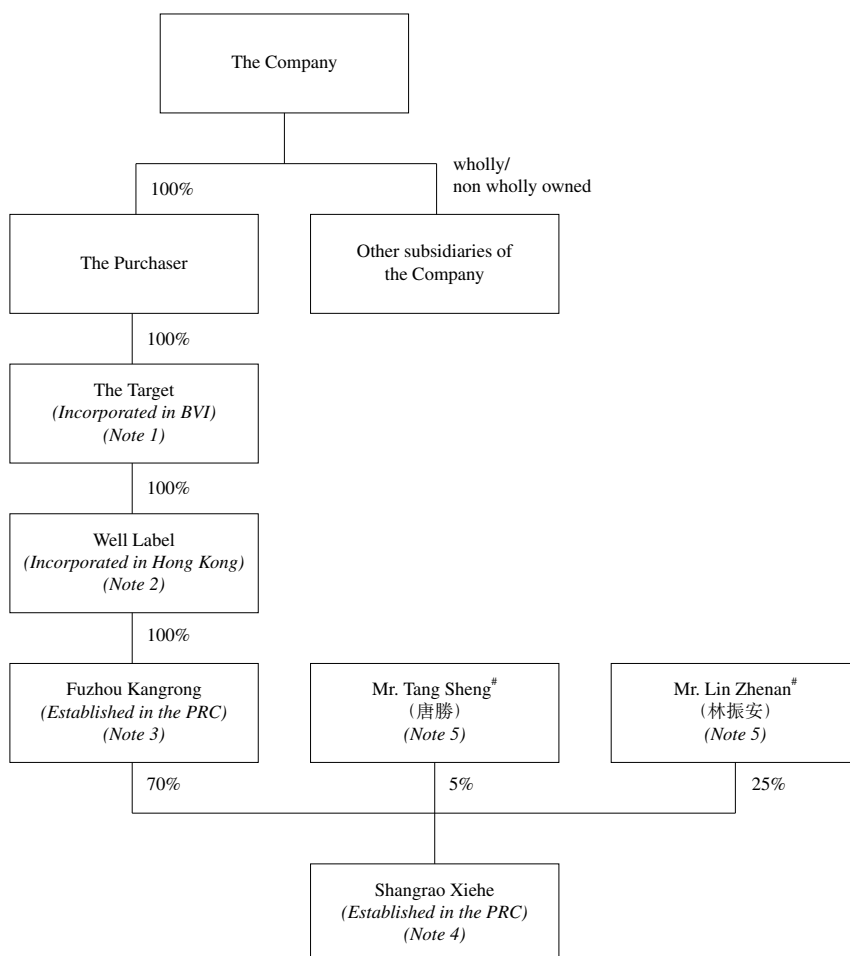 The Company
wholly/
non wholly owned
100%
The Purchaser
Other subsidiaries of
the Company
100%
The Target
(Incorporated in BVI)
(Note 1)
100%
Well Label
(Incorporated in Hong Kong)
(Note 2)
100%
Fuzhou Kangrong
(Established in the PRC)
(Note 3)
Mr. Tang Sheng#
(唐勝)
(Note 5)
Mr. Lin Zhenan#
(林振安)
(Note 5)
70%
5%
25%
Shangrao Xiehe
(Established in the PRC)
(Note 4)